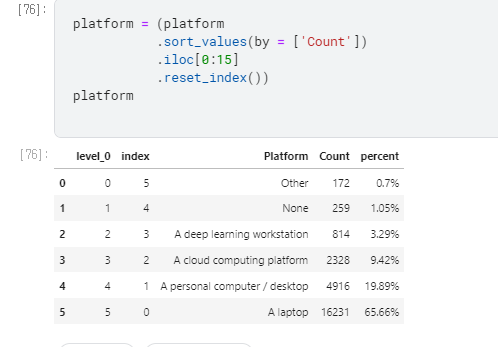 [76]:
platform = (platform
.sort_values(by = ['Count'])
.iloc[0:15]
.reset_index())
platform
[76]:
level_0 index Platform Count percent
0 0 5 Other 172 0.7%
1 1 4 None 259 1.05%
2 2 3 A deep learning workstation 814 3.29%
3 3 2 A cloud computing platform 2328 9.42%
4 4 1 A personal computer / desktop 4916 19.89%
5 5 0 A laptop 16231 65.66%